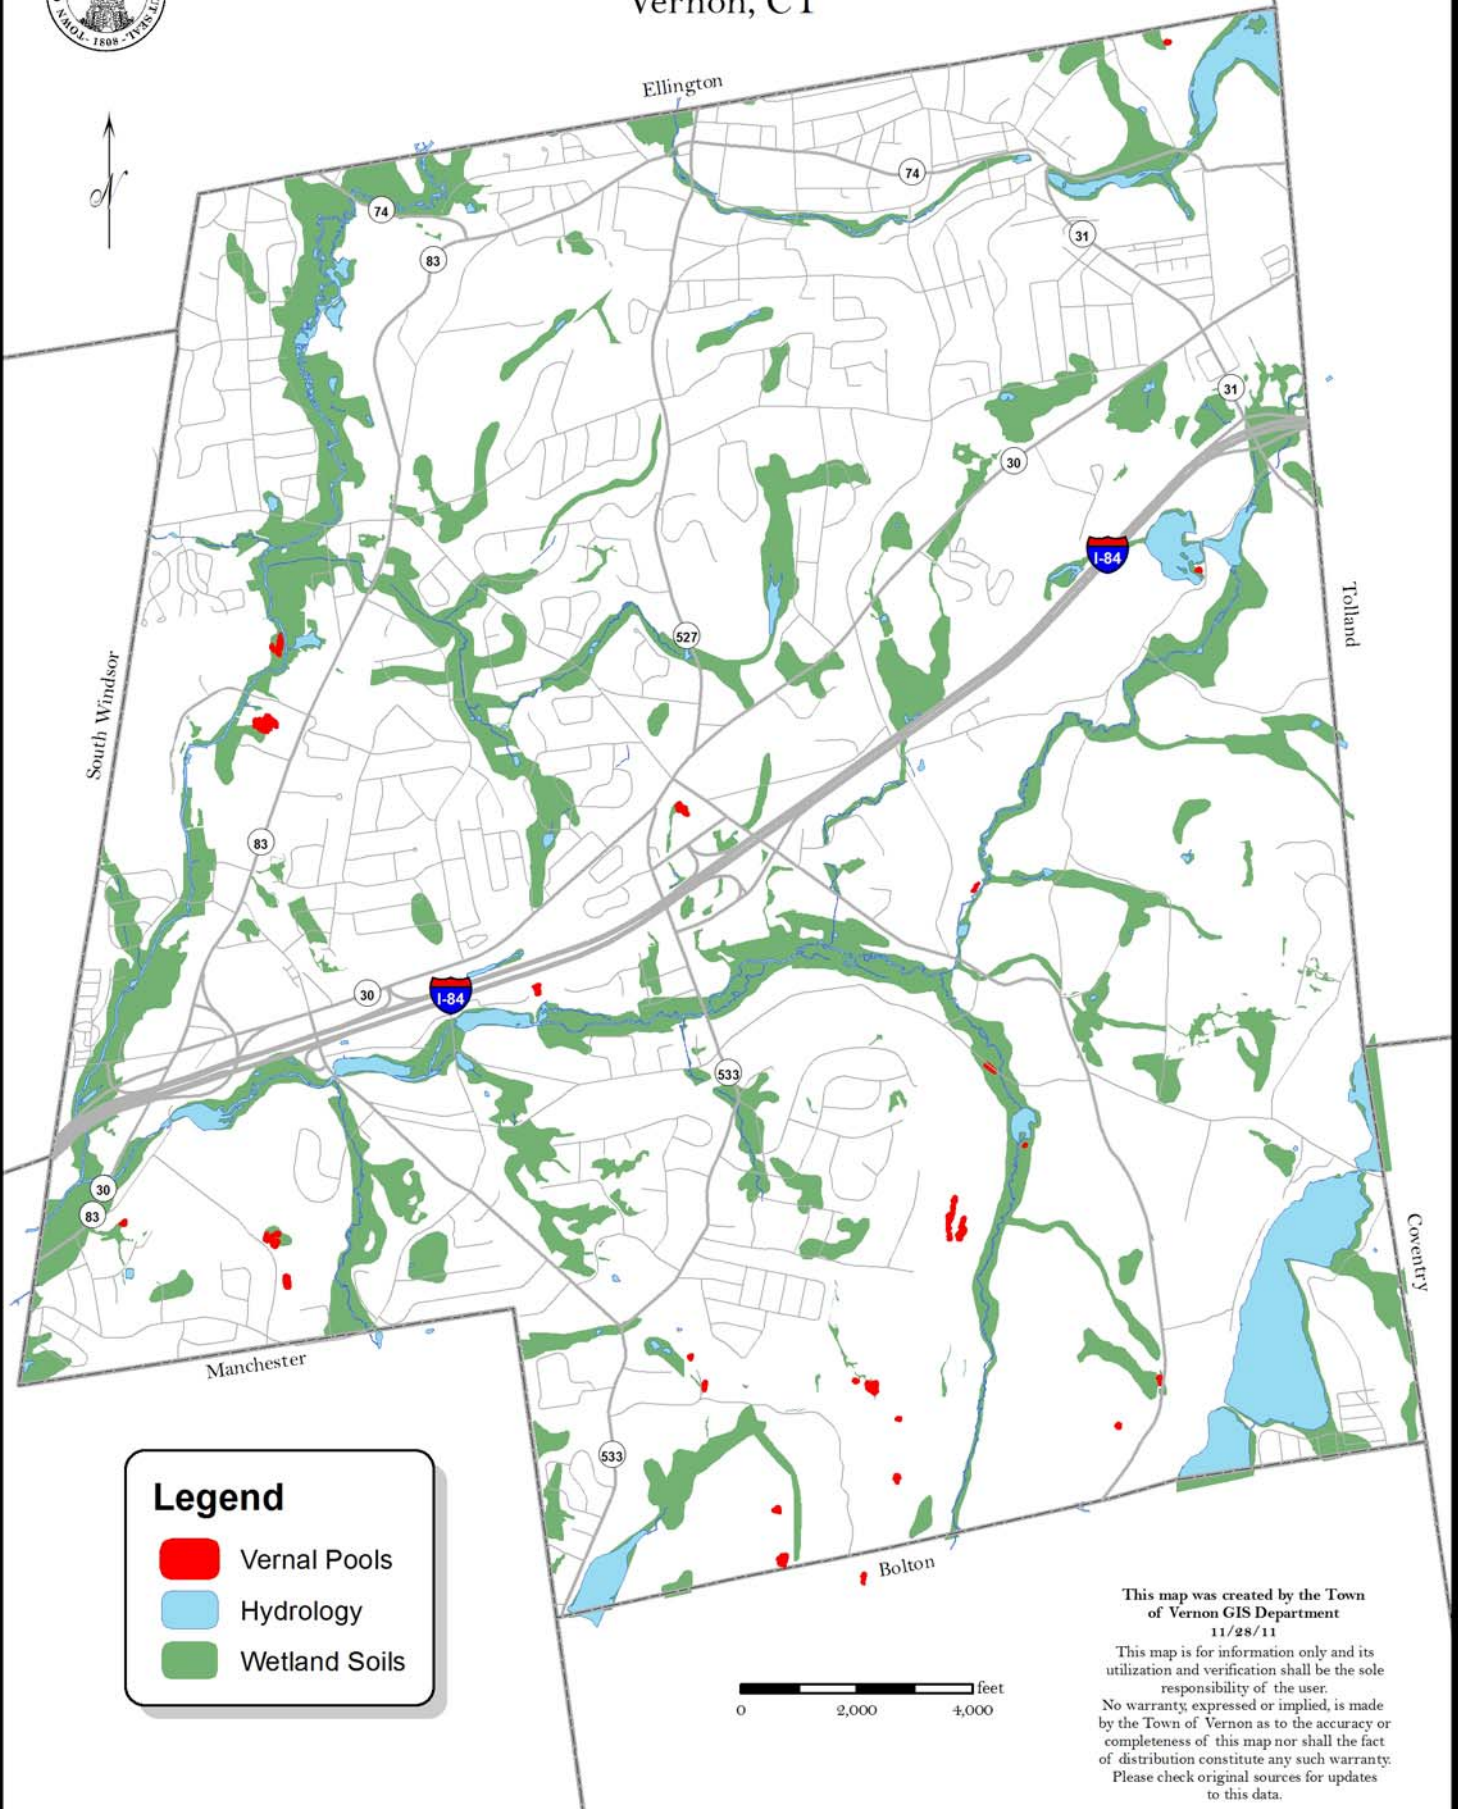 Vernon, CT
TOWN - 1808 - SEAL
Ellington
N
74
74
83
31
31
30
I-84
Tolland
527
South Windsor
83
30
I-84
533
30
83
Coventry
Manchester
533
Bolton
Legend
Vernal Pools
Hydrology
Wetland Soils
feet
0 2,000 4,000
This map was created by the Town
of Vernon GIS Department
11/28/11
This map is for information only and its
utilization and verification shall be the sole
responsibility of the user.
No warranty, expressed or implied, is made
by the Town of Vernon as to the accuracy or
completeness of this map nor shall the fact
of distribution constitute any such warranty.
Please check original sources for updates
to this data.